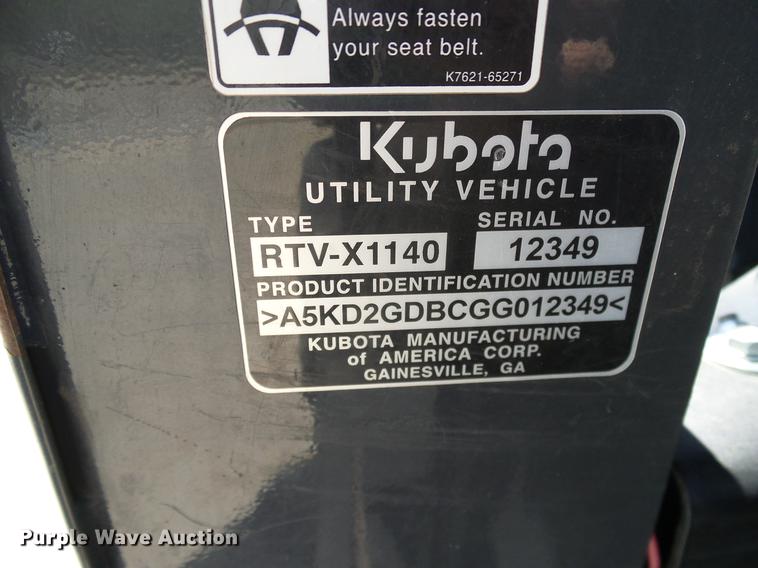 Always fasten
your seat belt.
K7621-65271
Kubota
UTILITY VEHICLE
TYPE SERIAL NO.
RTV-X1140 12349
PRODUCT IDENTIFICATION NUMBER
>A5KD2GDBCGG012349<
KUBOTA MANUFACTURING
of AMERICA CORP.
GAINESVILLE, GA
Purple Wave Auction